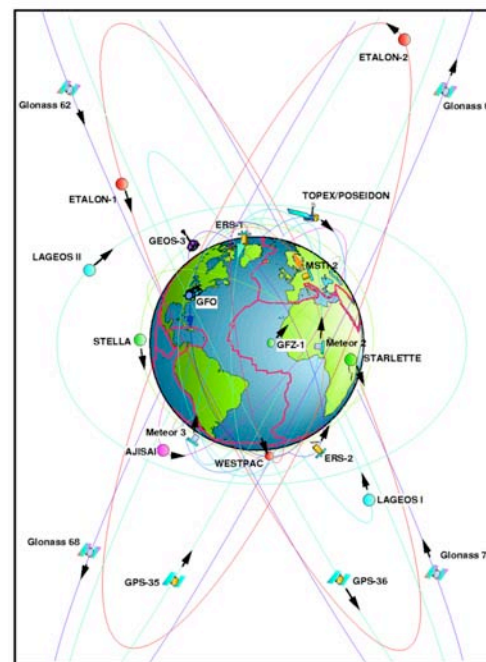 ETALON-2
Glonass 62
Glonass 6
ETALON-1
TOPEX/POSEIDON
ERS-1
GEOS-3
MSTI-2
LAGEOS II
GFO
STELLA
GFZ-1
Meteor 2
STARLETTE
Meteor 3
AJISAI
WESTPAC
ERS-2
LAGEOS I
Glonass 68
Glonass 7
GPS-35
GPS-36